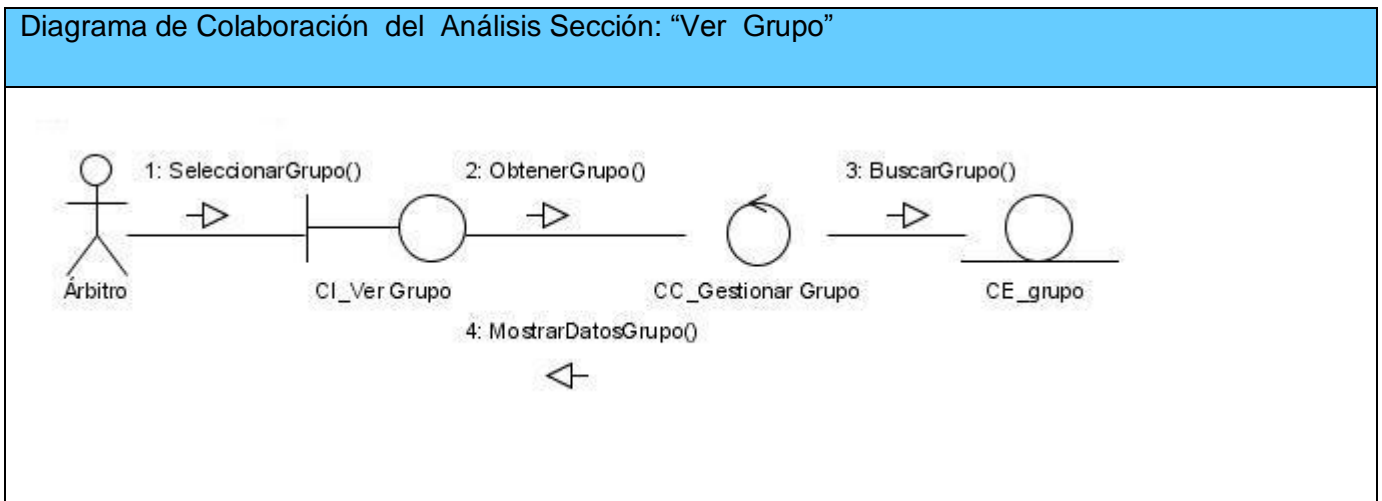 Diagrama de Colaboración del Análisis Sección: “Ver Grupo”
1: SeleccionarGrupo()
2: ObtenerGrupo()
3: BuscarGrupo()
Árbitro
CI_Ver Grupo
CC_Gestionar Grupo
CE_grupo
4: MostrarDatosGrupo()